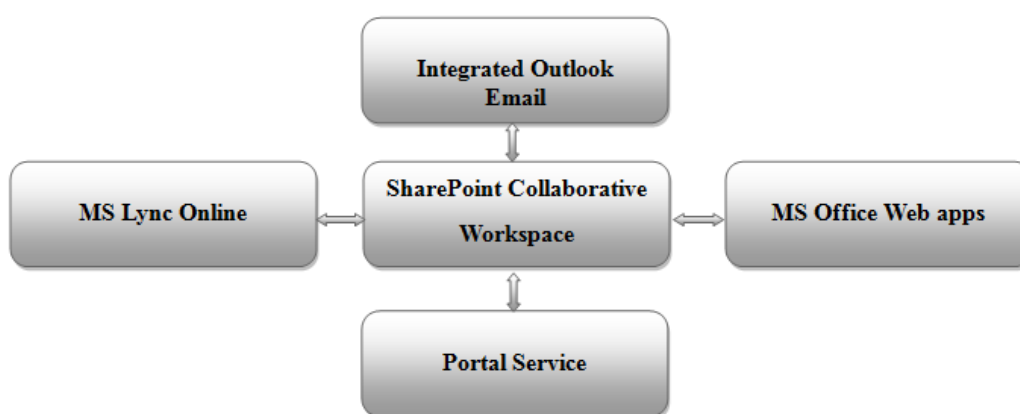 Integrated Outlook
Email
SharePoint Collaborative
Workspace
MS Lync Online
MS Office Web apps
Portal Service